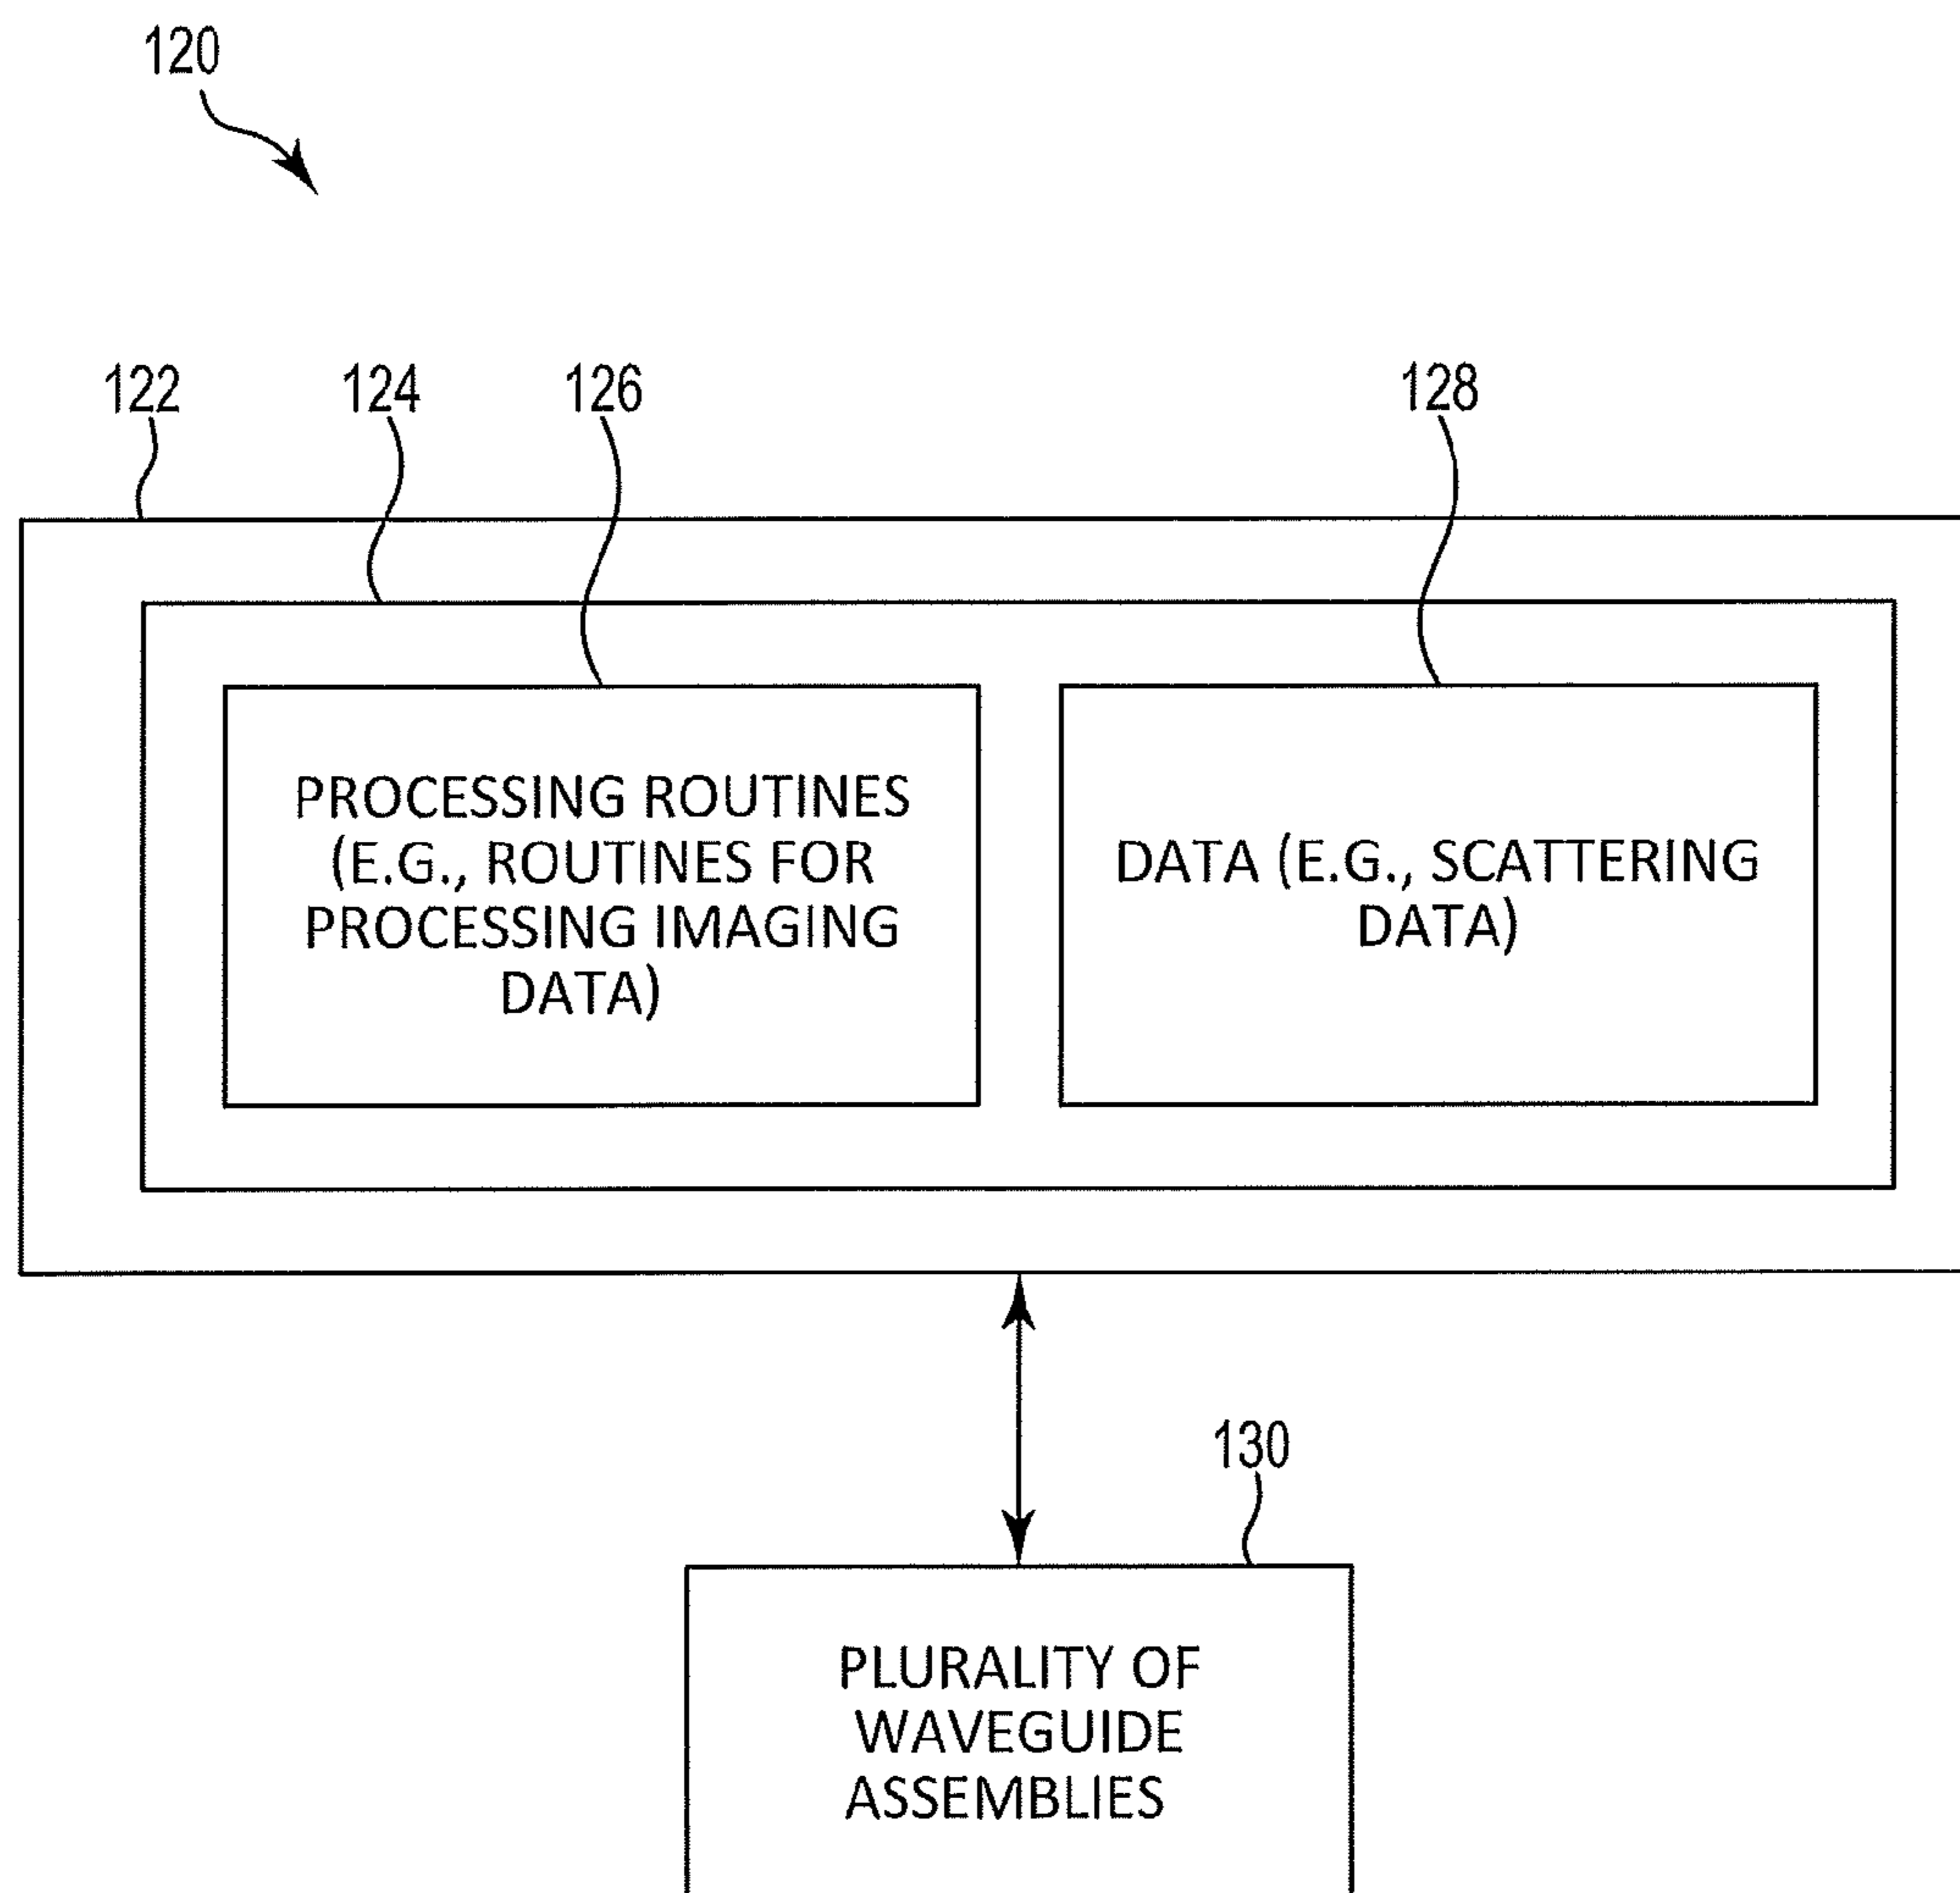 120
122
124
126
128
PROCESSING ROUTINES
(E.G., ROUTINES FOR
PROCESSING IMAGING
DATA)
DATA (E.G., SCATTERING
DATA)
130
PLURALITY OF
WAVEGUIDE
ASSEMBLIES